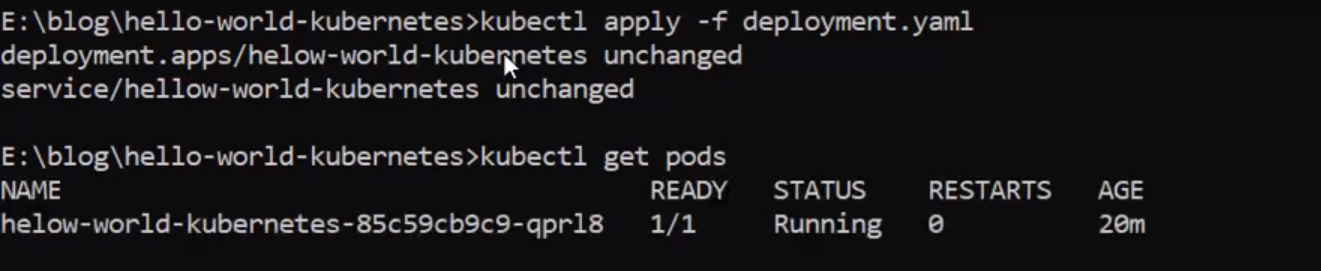 E:\blog\hello-world-kubernetes>kubectl apply -f deployment.yaml
deployment.apps/helow-world-kubernetes unchanged
service/hellow-world-kubernetes unchanged
E:\blog\hello-world-kubernetes>kubectl get pods
NAME READY STATUS RESTARTS AGE
helow-world-kubernetes-85c59cb9c9-qprl8 1/1 Running 0 20m